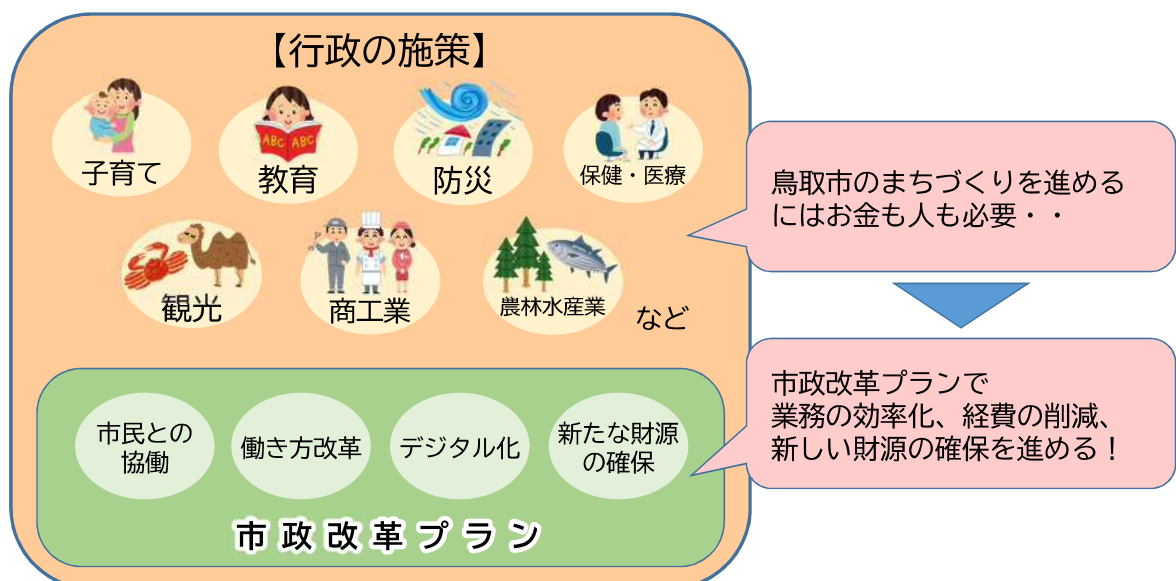 【行政の施策】
子育て
教育
ABC ABC
防災
保健・医療
観光
商工業
農林水産業
など
鳥取市のまちづくりを進める
にはお金も人も必要・・
市民との
協働
働き方改革
デジタル化
新たな財源
の確保
市政改革プラン
市政改革プランで
業務の効率化、経費の削減、
新しい財源の確保を進める！